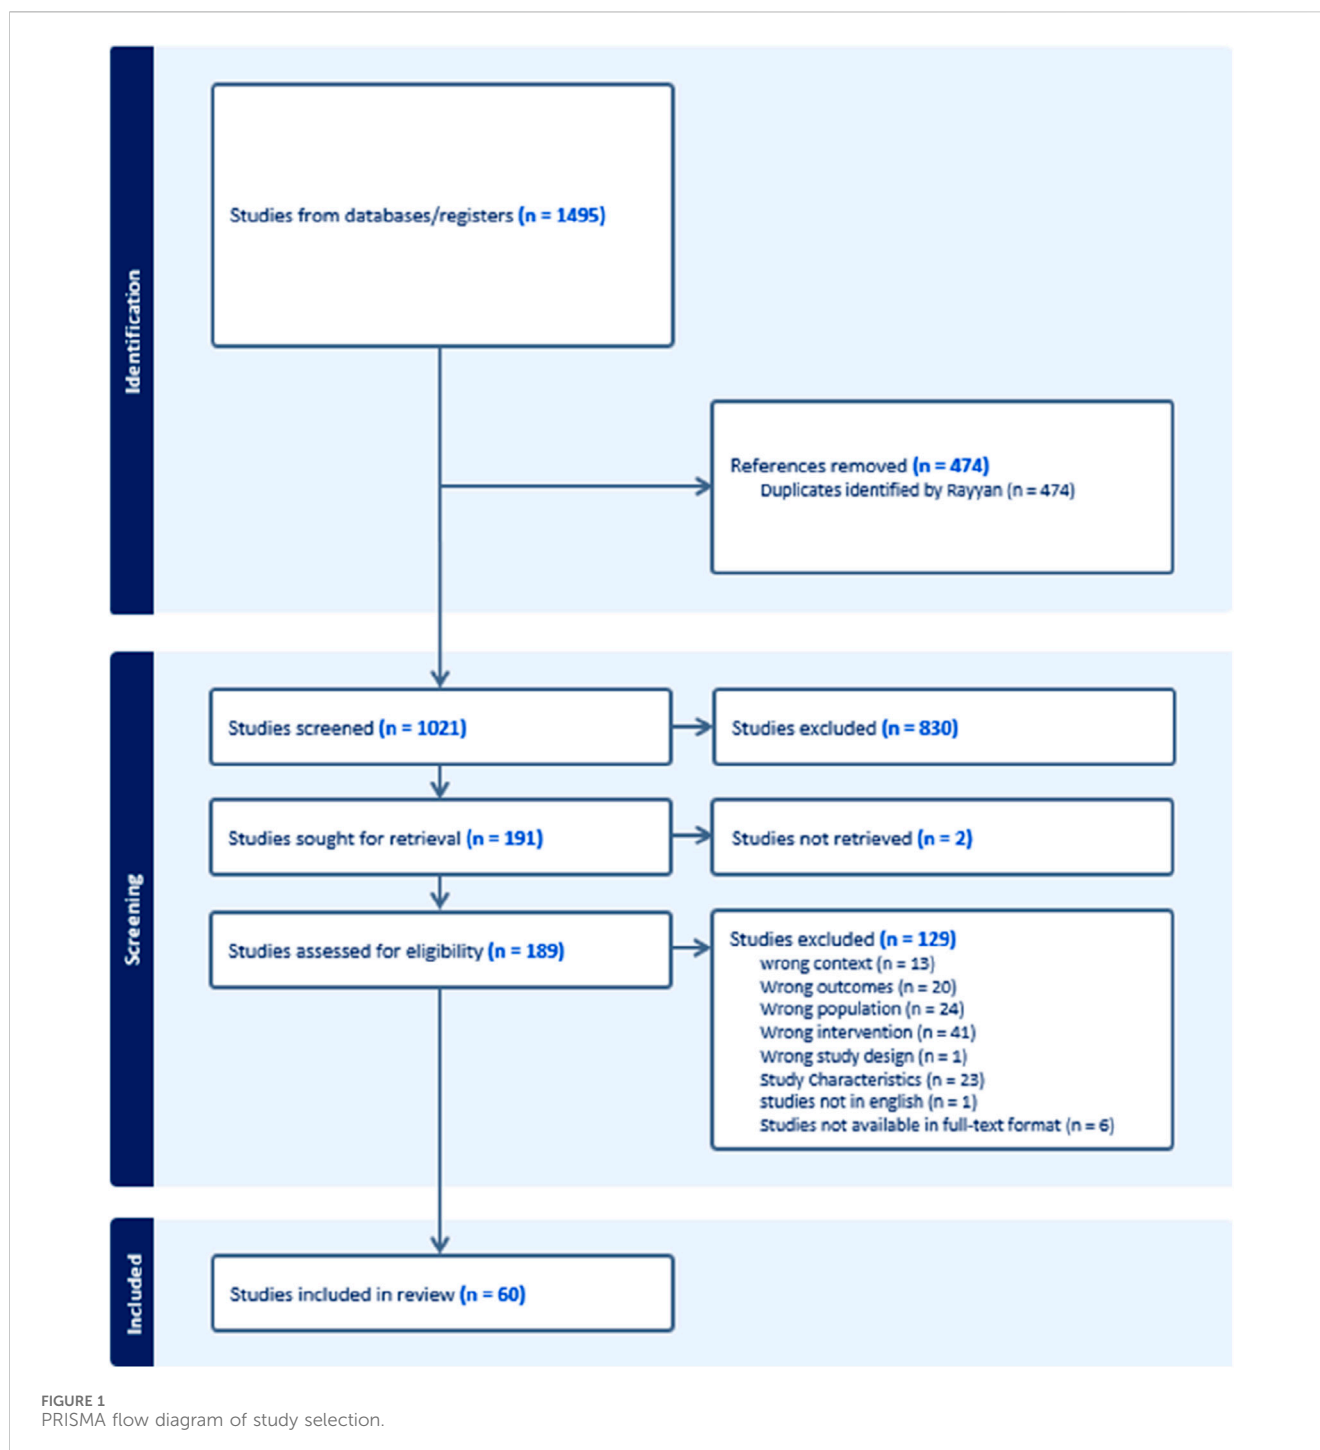 Identification
Studies from databases/registers (n = 1495)
References removed (n = 474)
Duplicates identified by Rayyan (n = 474)
Screening
Studies screened (n = 1021)
Studies excluded (n = 830)
Studies sought for retrieval (n = 191)
Studies not retrieved (n = 2)
Studies assessed for eligibility (n = 189)
Studies excluded (n = 129)
wrong context (n = 13)
Wrong outcomes (n = 20)
Wrong population (n = 24)
Wrong intervention (n = 41)
Wrong study design (n = 1)
Study Characteristics (n = 23)
studies not in english (n = 1)
Studies not available in full-text format (n = 6)
Included
Studies included in review (n = 60)
FIGURE 1
PRISMA flow diagram of study selection.